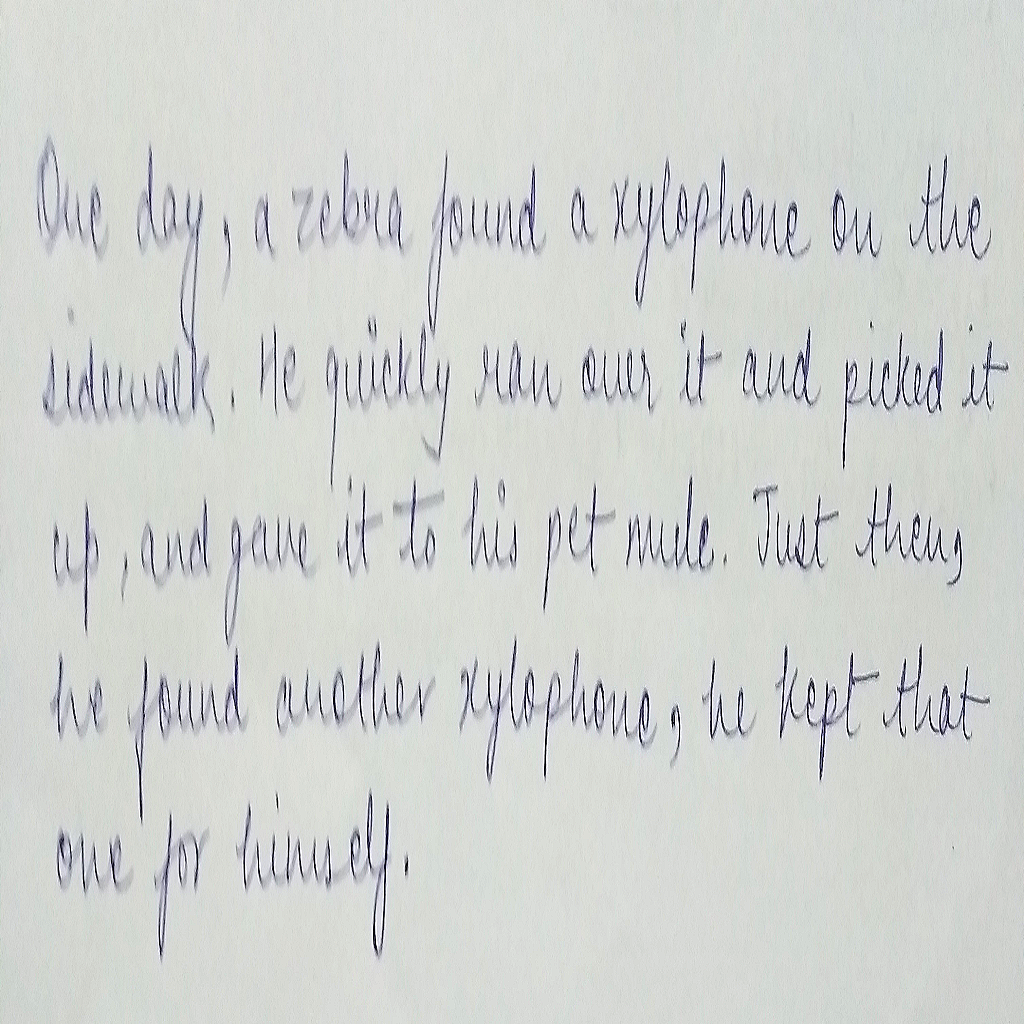 One day, a zebra found a xylophone on the
sidewalk. He quickly ran over it and picked it
up, and gave it to his pet mule. Just then,
he found another xylophone, he kept that
one for himself.